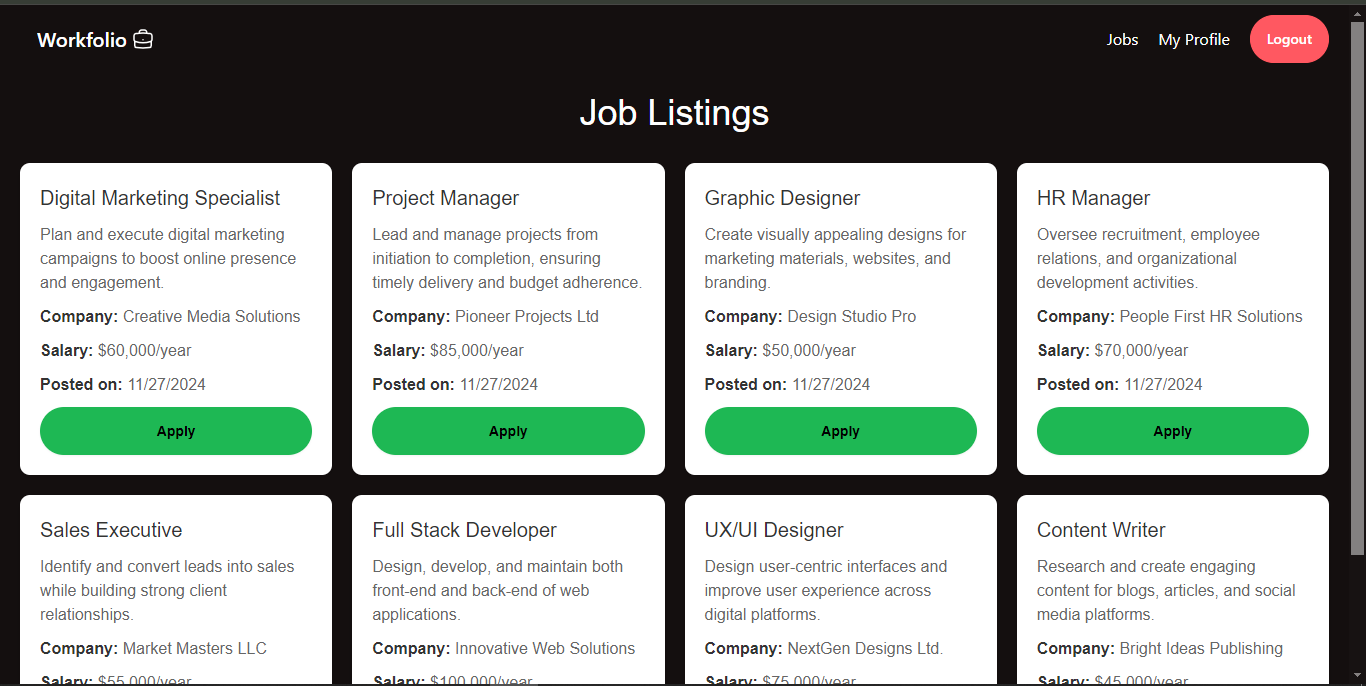 Workfolio
Jobs
My Profile
Logout
Job Listings
Digital Marketing Specialist
Plan and execute digital marketing
campaigns to boost online presence
and engagement.
Company: Creative Media Solutions
Salary: $60,000/year
Posted on: 11/27/2024
Apply
Project Manager
Lead and manage projects from
initiation to completion, ensuring
timely delivery and budget adherence.
Company: Pioneer Projects Ltd
Salary: $85,000/year
Posted on: 11/27/2024
Apply
Graphic Designer
Create visually appealing designs for
marketing materials, websites, and
branding.
Company: Design Studio Pro
Salary: $50,000/year
Posted on: 11/27/2024
Apply
HR Manager
Oversee recruitment, employee
relations, and organizational
development activities.
Company: People First HR Solutions
Salary: $70,000/year
Posted on: 11/27/2024
Apply
Sales Executive
Identify and convert leads into sales
while building strong client
relationships.
Company: Market Masters LLC
Salary: $55,000/year
Full Stack Developer
Design, develop, and maintain both
front-end and back-end of web
applications.
Company: Innovative Web Solutions
Salary: $100,000/year
UX/UI Designer
Design user-centric interfaces and
improve user experience across
digital platforms.
Company: NextGen Designs Ltd.
Salary: $75,000/year
Content Writer
Research and create engaging
content for blogs, articles, and social
media platforms.
Company: Bright Ideas Publishing
Salary: $45,000/year